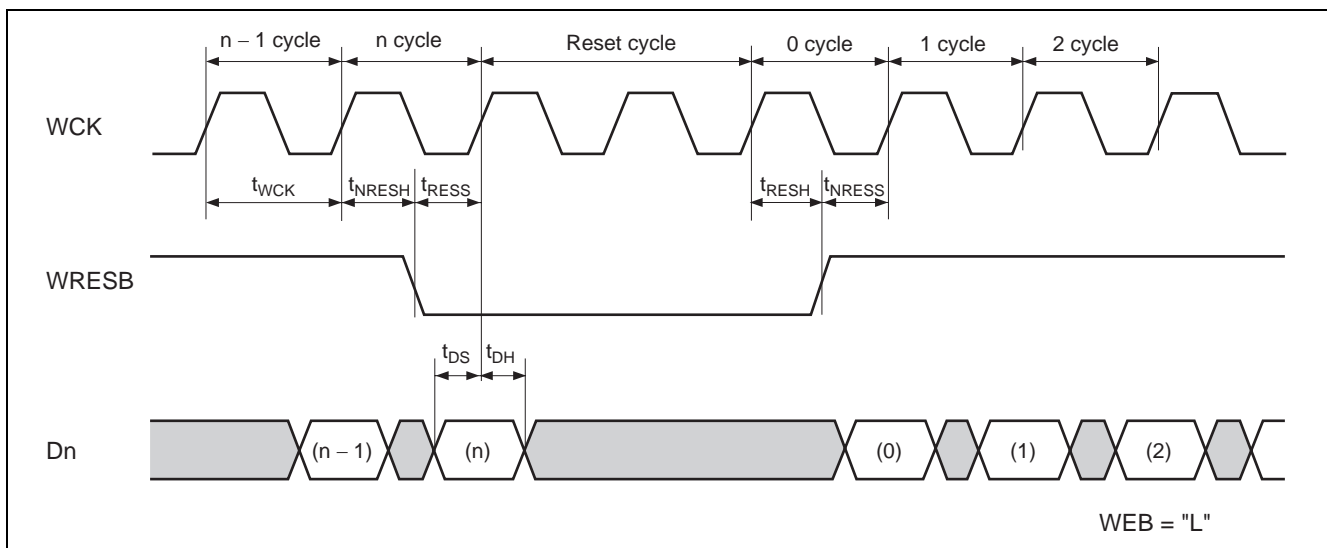 n – 1 cycle n cycle Reset cycle 0 cycle 1 cycle 2 cycle
WCK
tWCK tNRESH tRESS tRESH tNRESS
WRESB
tDS tDH
Dn (n – 1) (n) (0) (1) (2)
WEB = "L"